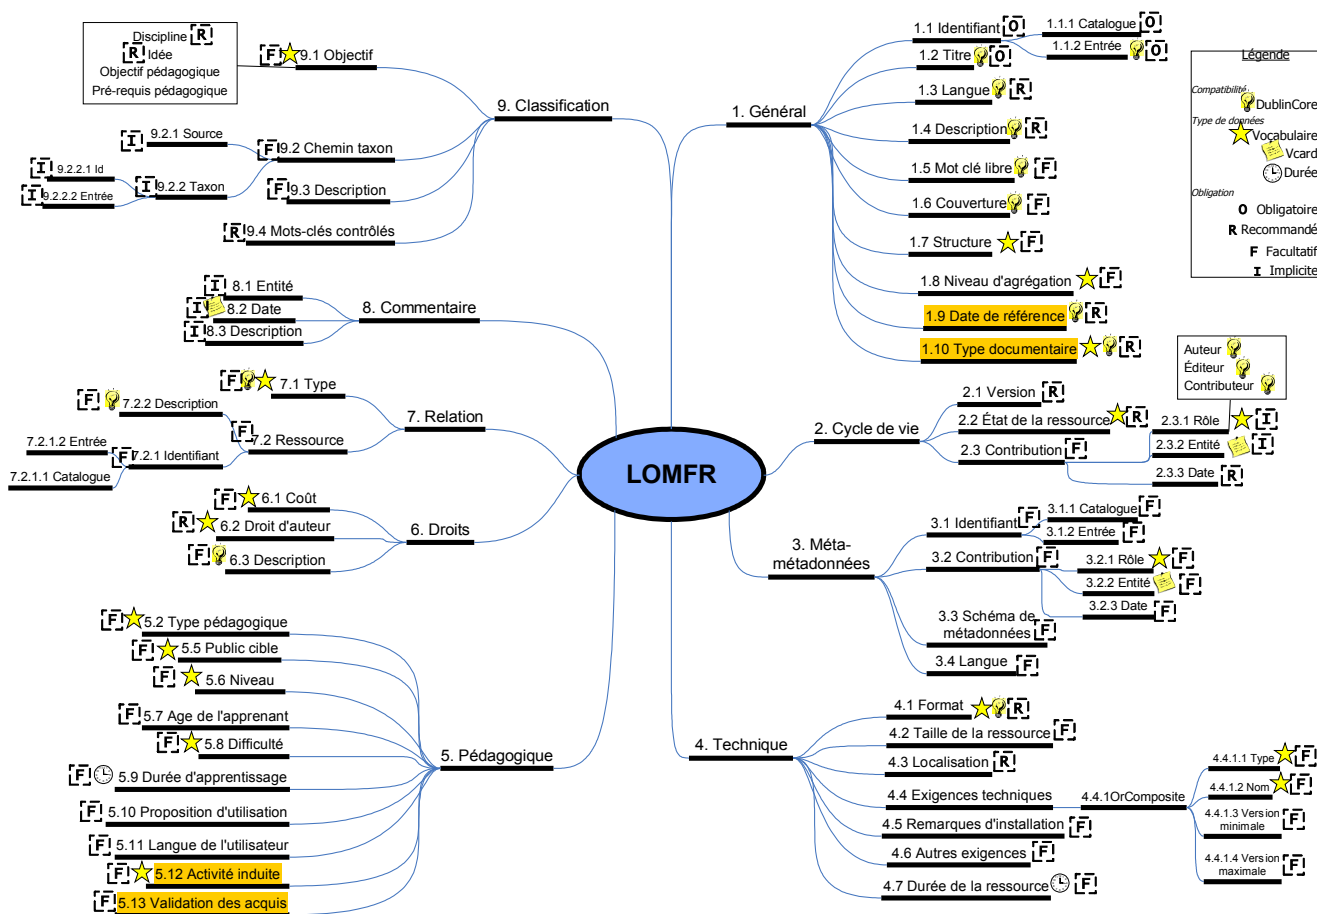 LOMFR
1. Général
1.1 Identifiant O
1.1.1 Catalogue O
1.1.2 Entrée O
1.2 Titre O
1.3 Langue R
1.4 Description R
1.5 Mot clé libre F
1.6 Couverture F
1.7 Structure F
1.8 Niveau d'agrégation F
1.9 Date de référence R
1.10 Type documentaire R
Légende
Compatibilité
DublinCore
Type de données
Vocabulaire
Vcard
Durée
Obligation
O Obligatoire
R Recommandé
F Facultatif
I Implicite
2. Cycle de vie
2.1 Version R
2.2 État de la ressource R
2.3 Contribution F
2.3.1 Rôle I
2.3.2 Entité I
2.3.3 Date R
Auteur
Éditeur
Contributeur
3. Méta-
métadonnées
3.1 Identifiant F
3.1.1 Catalogue F
3.1.2 Entrée F
3.2 Contribution F
3.2.1 Rôle F
3.2.2 Entité F
3.2.3 Date F
3.3 Schéma de
métadonnées F
3.4 Langue F
4. Technique
4.1 Format R
4.2 Taille de la ressource F
4.3 Localisation R
4.4 Exigences techniques
4.4.1OrComposite
4.4.1.1 Type F
4.4.1.2 Nom F
4.4.1.3 Version
minimale F
4.4.1.4 Version
maximale F
4.5 Remarques d'installation F
4.6 Autres exigences F
4.7 Durée de la ressource F
5. Pédagogique
F 5.2 Type pédagogique
F 5.5 Public cible
F 5.6 Niveau
F 5.7 Age de l'apprenant
F 5.8 Difficulté
F 5.9 Durée d'apprentissage
F 5.10 Proposition d'utilisation
F 5.11 Langue de l'utilisateur
F 5.12 Activité induite
F 5.13 Validation des acquis
6. Droits
F 6.1 Coût
R 6.2 Droit d'auteur
F 6.3 Description
7. Relation
F 7.1 Type
F 7.2 Ressource
F 7.2.2 Description
F 7.2.1 Identifiant
7.2.1.2 Entrée
7.2.1.1 Catalogue
8. Commentaire
I 8.1 Entité
I 8.2 Date
I 8.3 Description
9. Classification
F 9.1 Objectif
Discipline R
R Idée
Objectif pédagogique
Pré-requis pédagogique
F 9.2 Chemin taxon
I 9.2.1 Source
I 9.2.2 Taxon
I 9.2.2.1 Id
I 9.2.2.2 Entrée
F 9.3 Description
R 9.4 Mots-clés contrôlés